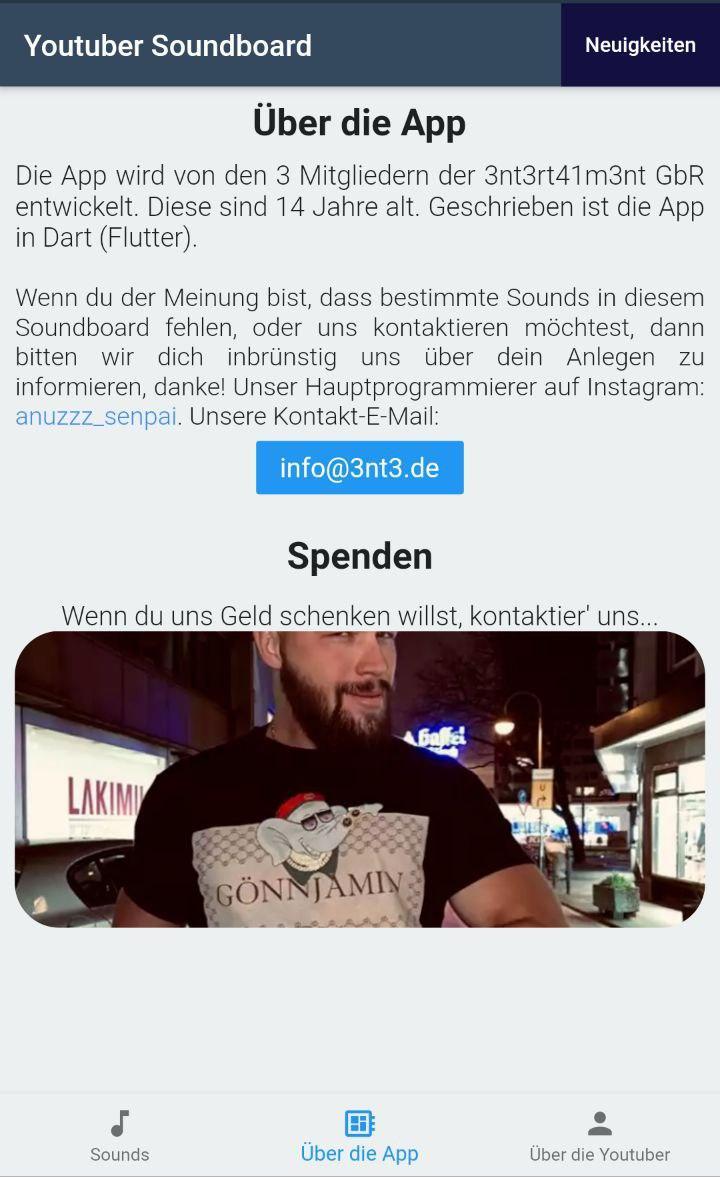 Youtuber Soundboard
Neuigkeiten
Über die App
Die App wird von den 3 Mitgliedern der 3nt3rt41m3nt GbR
entwickelt. Diese sind 14 Jahre alt. Geschrieben ist die App
in Dart (Flutter).
Wenn du der Meinung bist, dass bestimmte Sounds in diesem
Soundboard fehlen, oder uns kontaktieren möchtest, dann
bitten wir dich inbrünstig uns über dein Anlegen zu
informieren, danke! Unser Hauptprogrammierer auf Instagram:
anuzzz_senpai. Unsere Kontakt-E-Mail:
info@3nt3.de
Spenden
Wenn du uns Geld schenken willst, kontaktier' uns...
Gaffel
LAKIMU
GÖNNJAMIN
Sounds
Über die App
Über die Youtuber